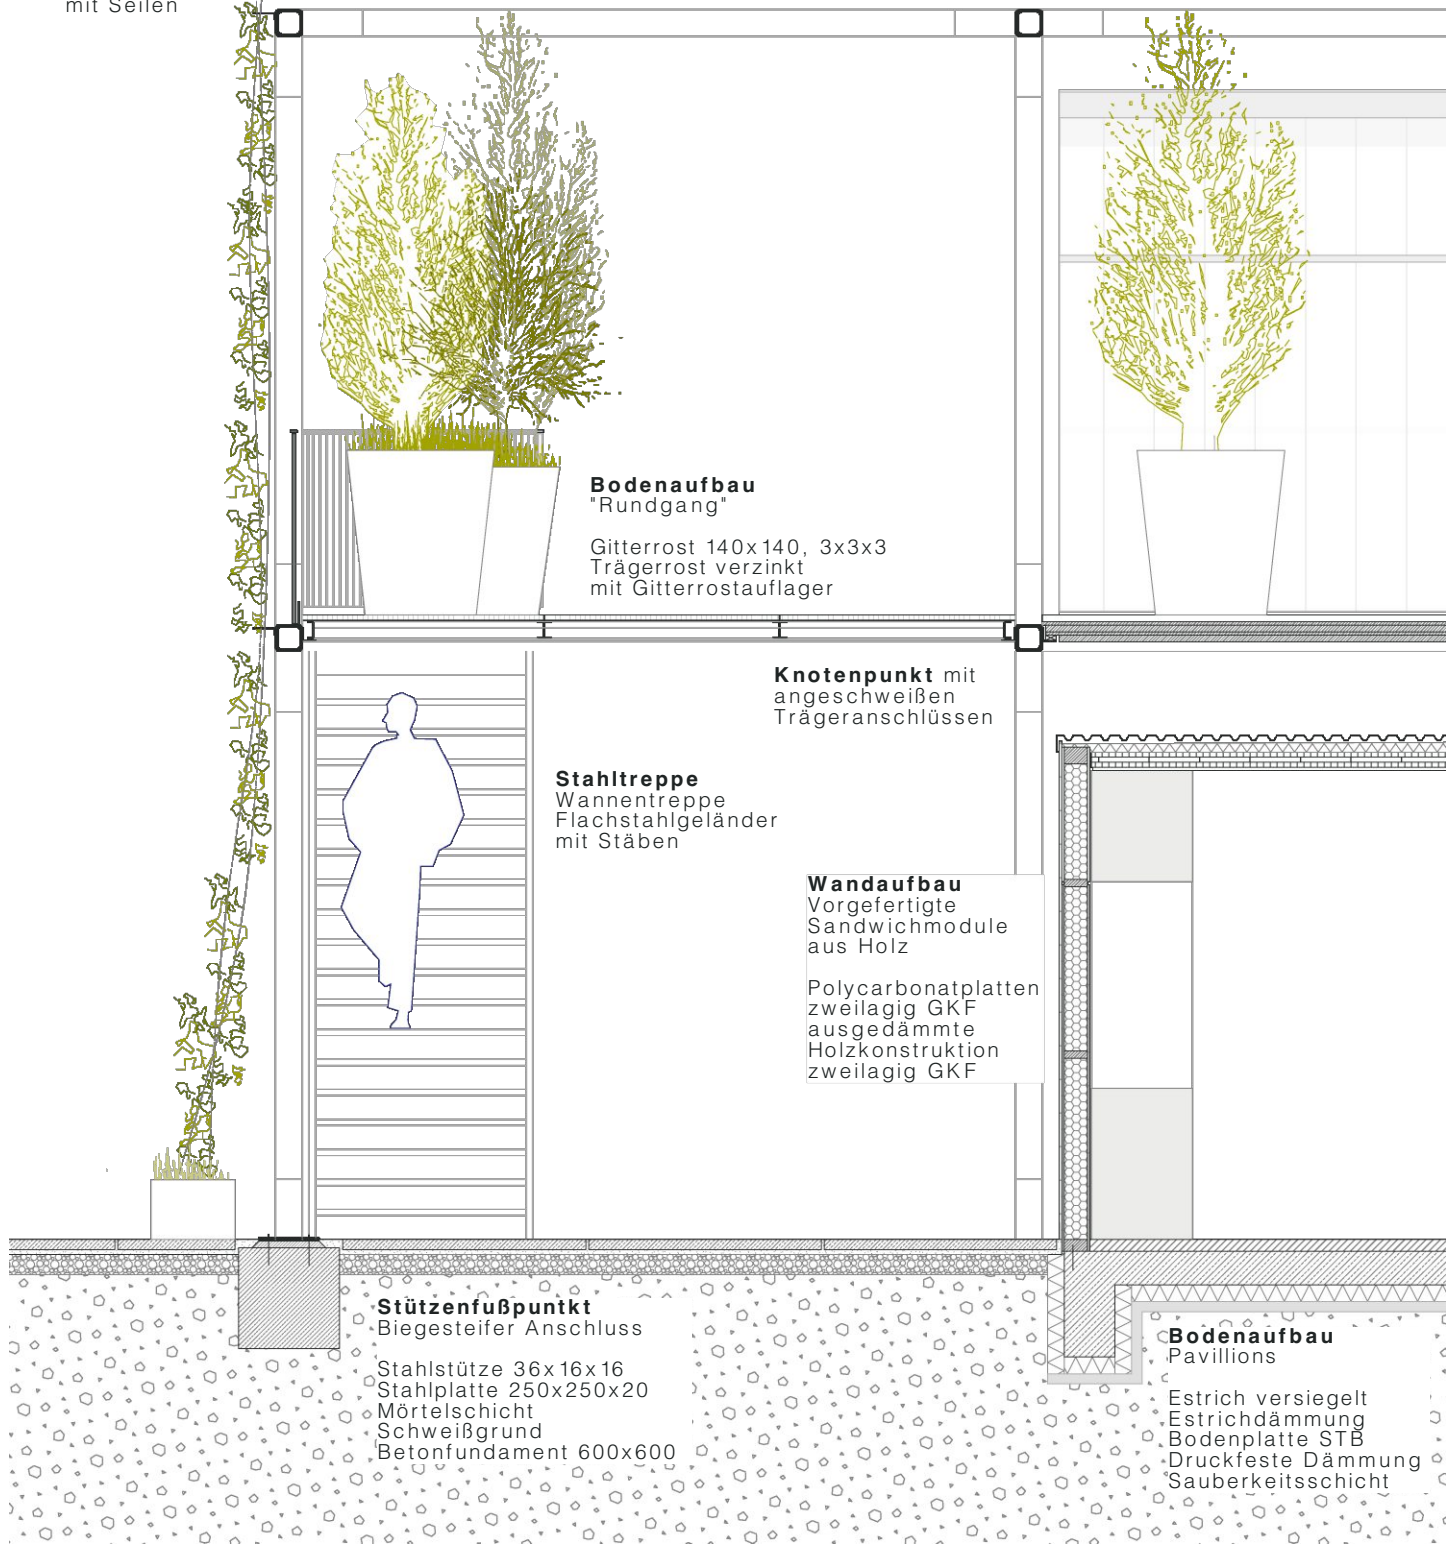 mit Seilen
Bodenaufbau
"Rundgang"
Gitterrost 140x140, 3x3x3
Trägerrost verzinkt
mit Gitterrostauflager
Knotenpunkt mit
angeschweißen
Trägeranschlüssen
Stahltreppe
Wannentreppe
Flachstahlgeländer
mit Stäben
Wandaufbau
Vorgefertigte
Sandwichmodule
aus Holz
Polycarbonatplatten
zweilagig GKF
ausgedämmte
Holzkonstruktion
zweilagig GKF
Stützenfußpuntkt
Biegesteifer Anschluss
Stahlstütze 36x16x16
Stahlplatte 250x250x20
Mörtelschicht
Schweißgrund
Betonfundament 600x600
Bodenaufbau
Pavillions
Estrich versiegelt
Estrichdämmung
Bodenplatte STB
Druckfeste Dämmung
Sauberkeitsschicht